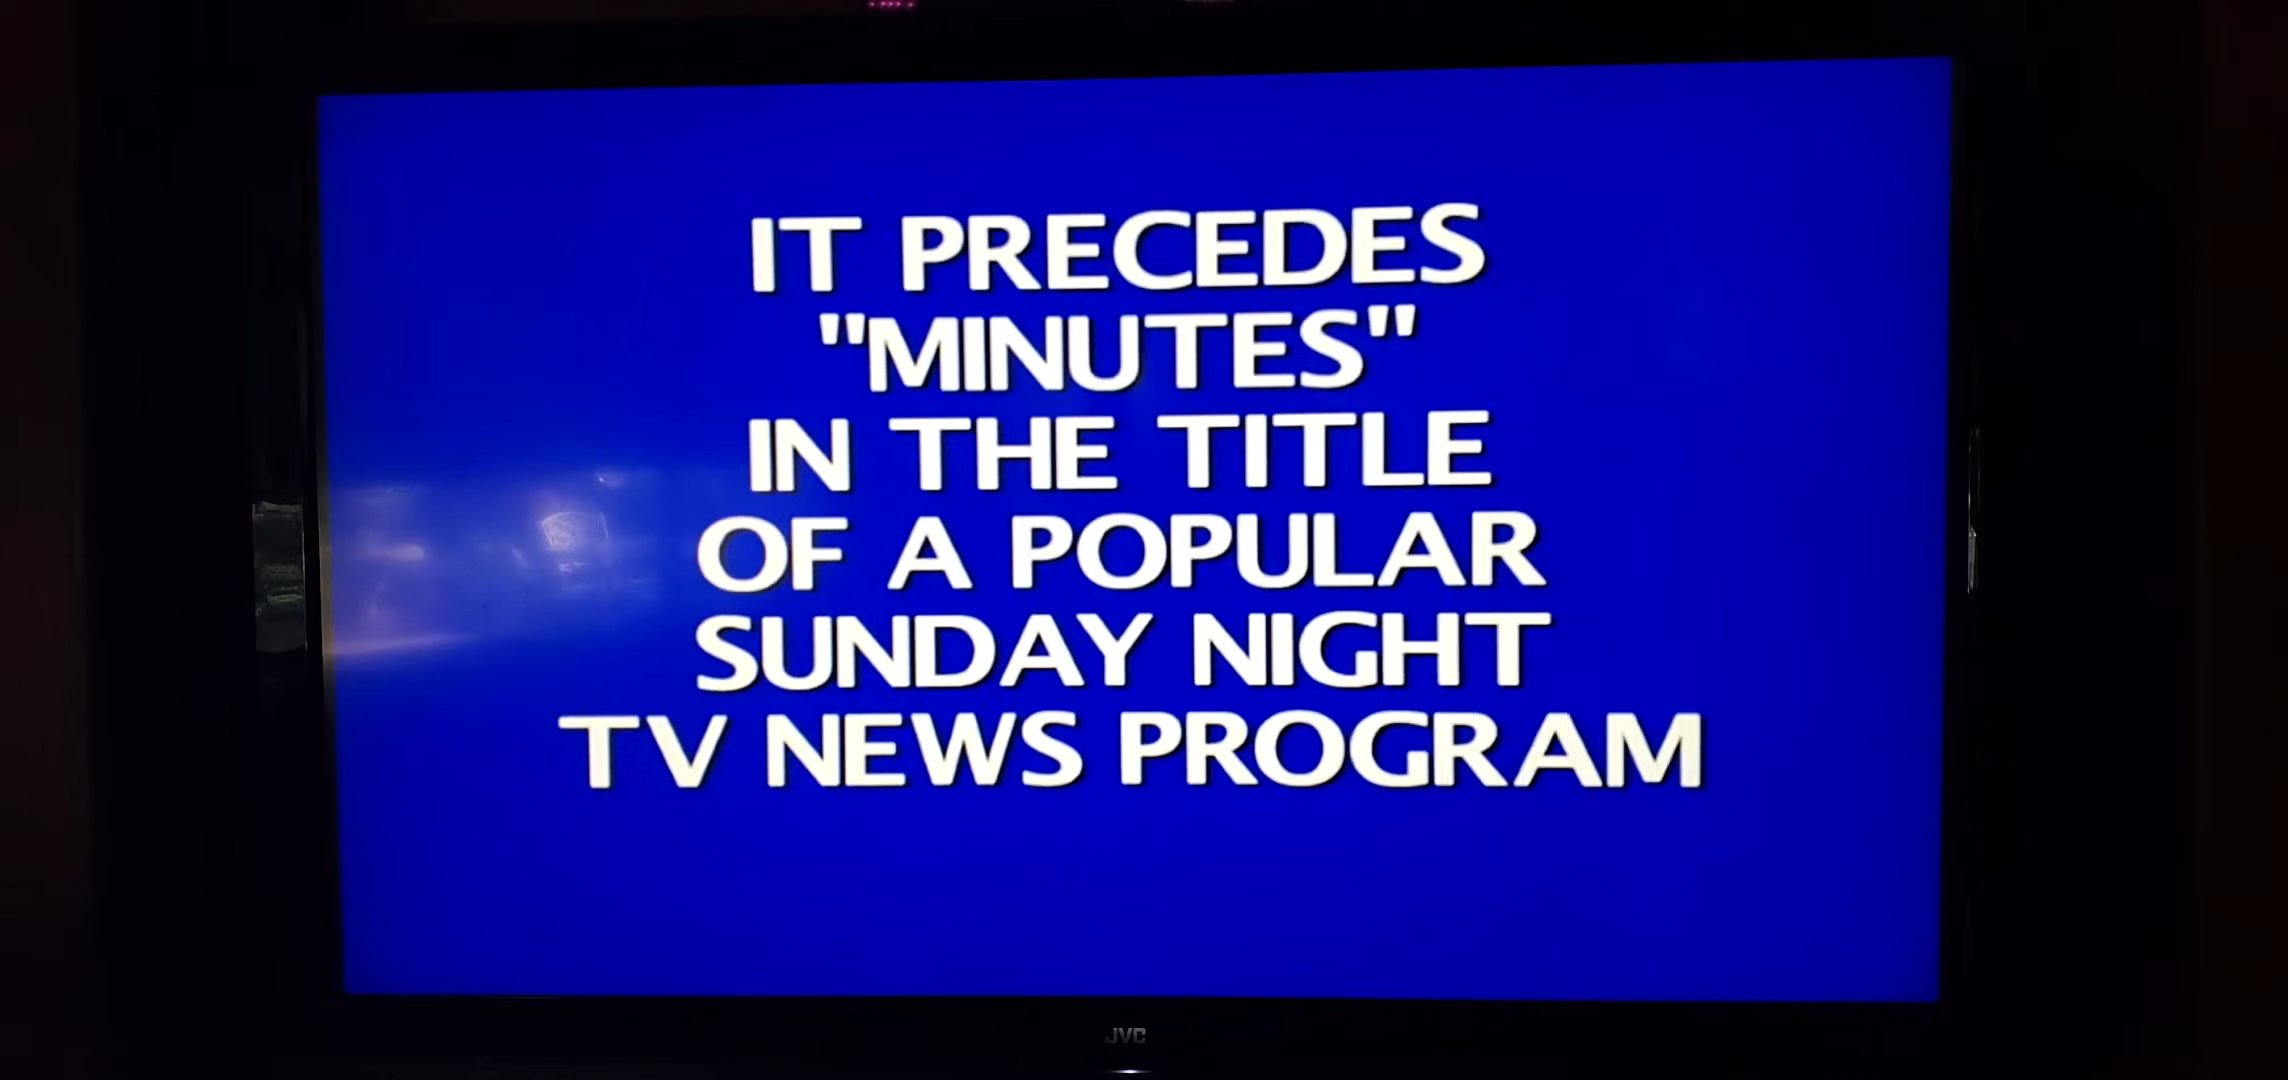 IT PRECEDES
"MINUTES"
IN THE TITLE
OF A POPULAR
SUNDAY NIGHT
TV NEWS PROGRAM
JVC